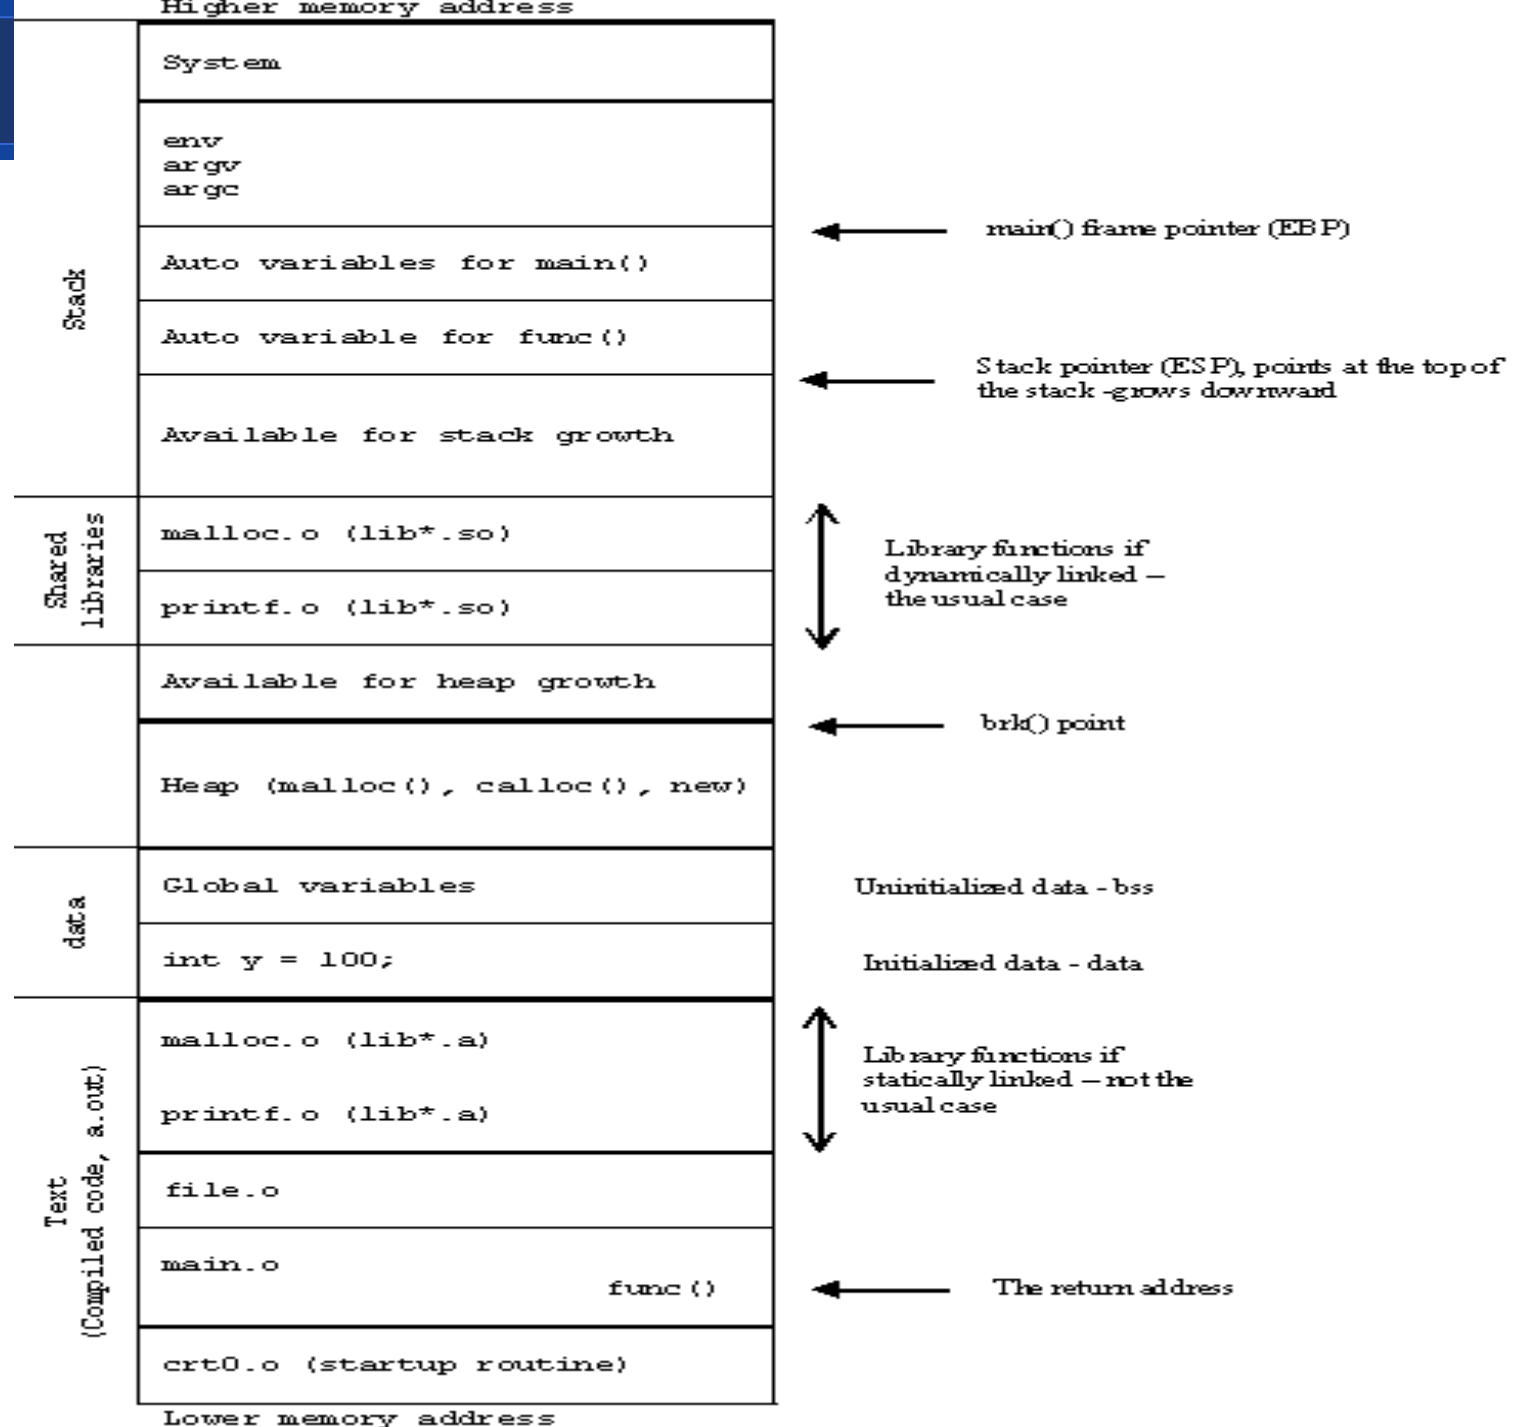 Higher memory address
System
env
argv
argc
main() frame pointer (EBP)
Auto variables for main()
Stack
Auto variable for func()
Stack pointer (ESP), points at the top of
the stack -grows downward
Available for stack growth
Shared
libraries
malloc.o (lib*.so)
printf.o (lib*.so)
Library functions if
dynamically linked –
the usual case
Available for heap growth
brk() point
Heap (malloc(), calloc(), new)
data
Global variables
Uninitialized data - bss
int y = 100;
Initialized data - data
Text
(Compiled code, a.out)
malloc.o (lib*.a)
printf.o (lib*.a)
Library functions if
statically linked – not the
usual case
file.o
main.o
func()
The return address
crt0.o (startup routine)
Lower memory address